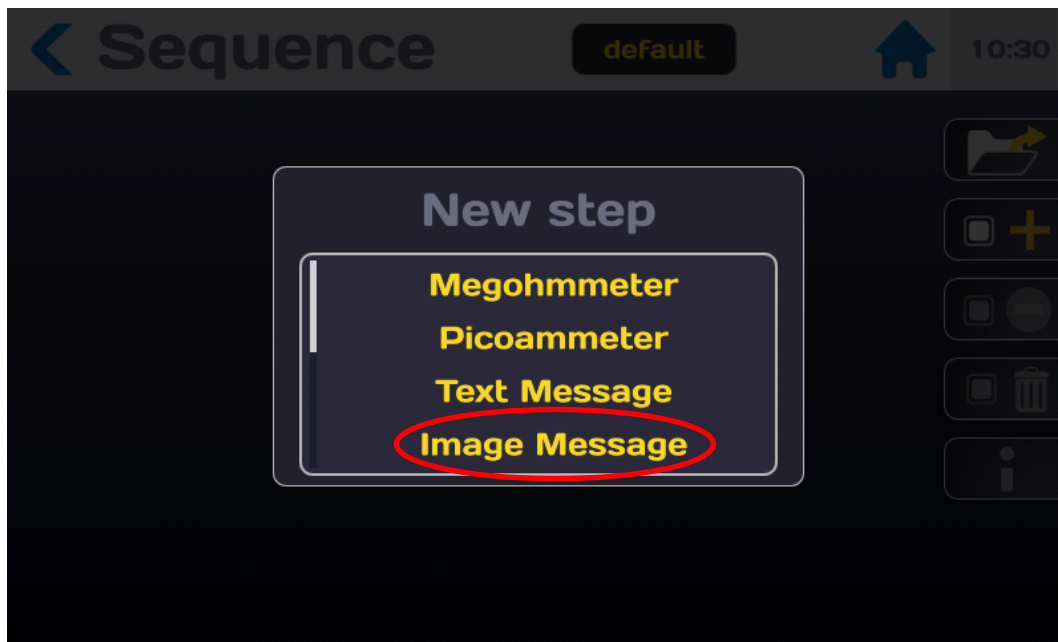 Sequence default 10:30
New step
Megohmmeter
Picoammeter
Text Message
Image Message